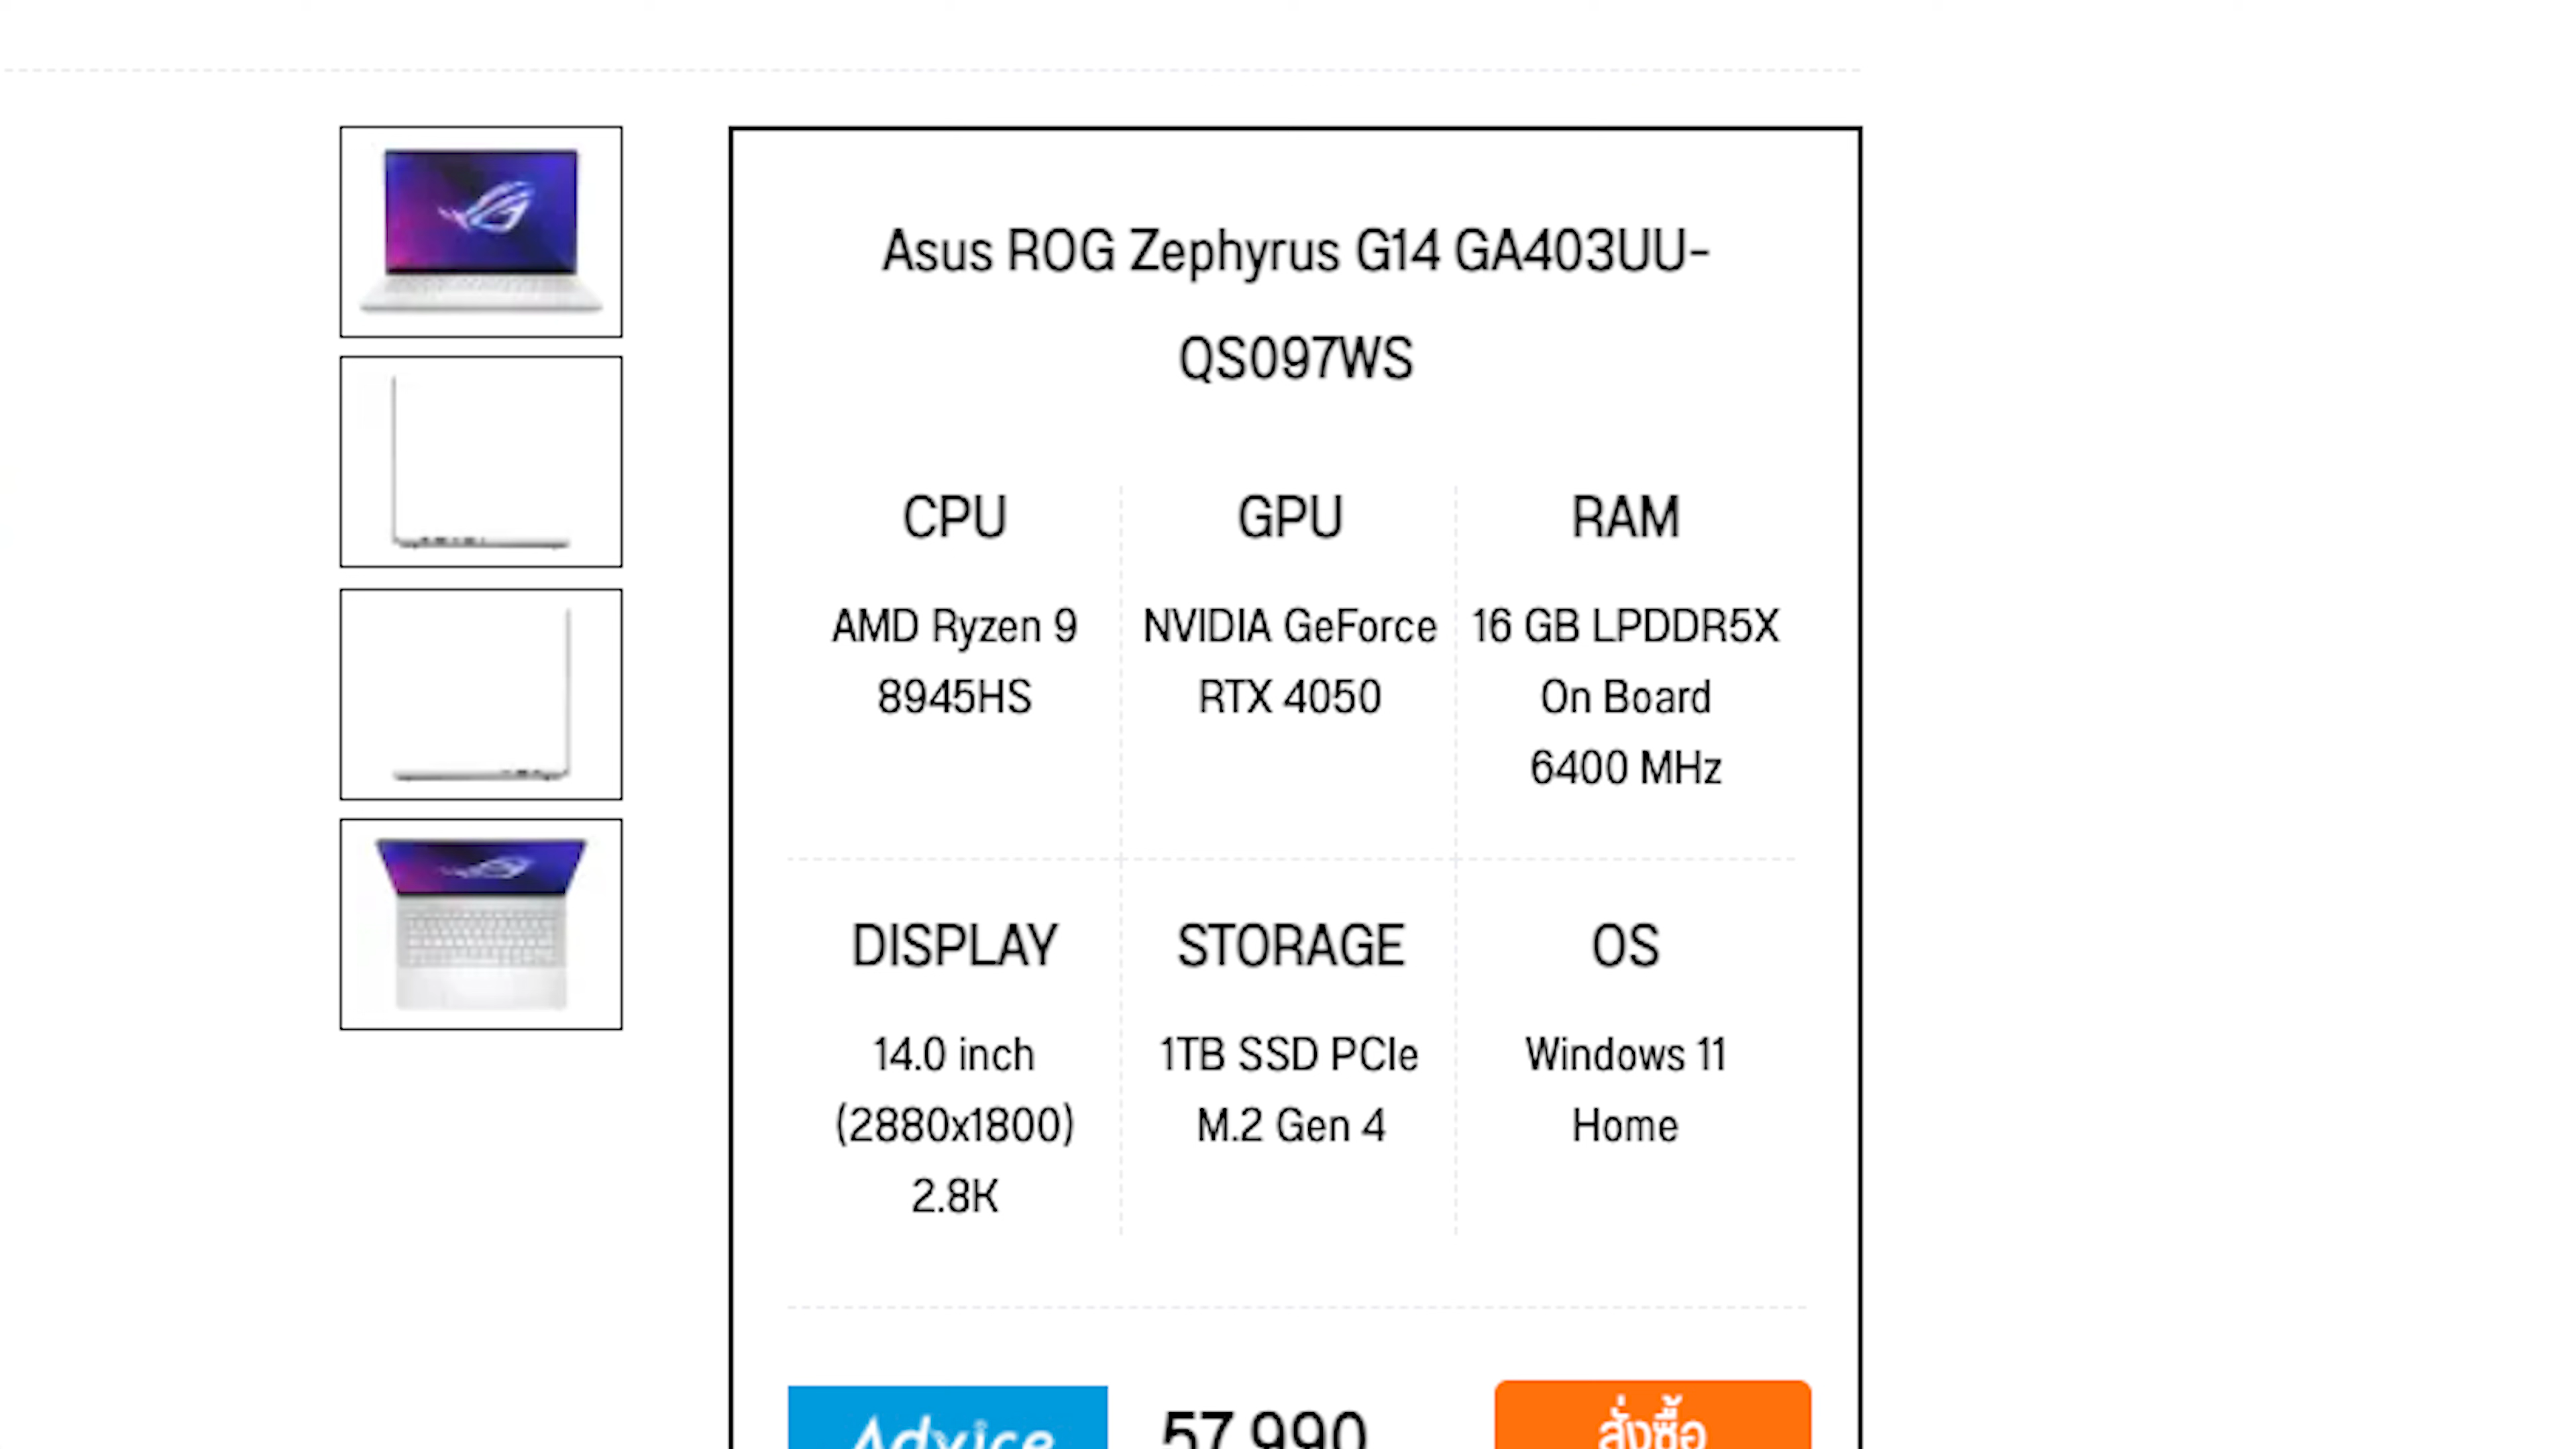 Asus ROG Zephyrus G14 GA403UU-
QS097WS
CPU
AMD Ryzen 9
8945HS
GPU
NVIDIA GeForce
RTX 4050
RAM
16 GB LPDDR5X
On Board
6400 MHz
DISPLAY
14.0 inch
(2880x1800)
2.8K
STORAGE
1TB SSD PCIe
M.2 Gen 4
OS
Windows 11
Home
Advice
57,990
สั่งซื้อ